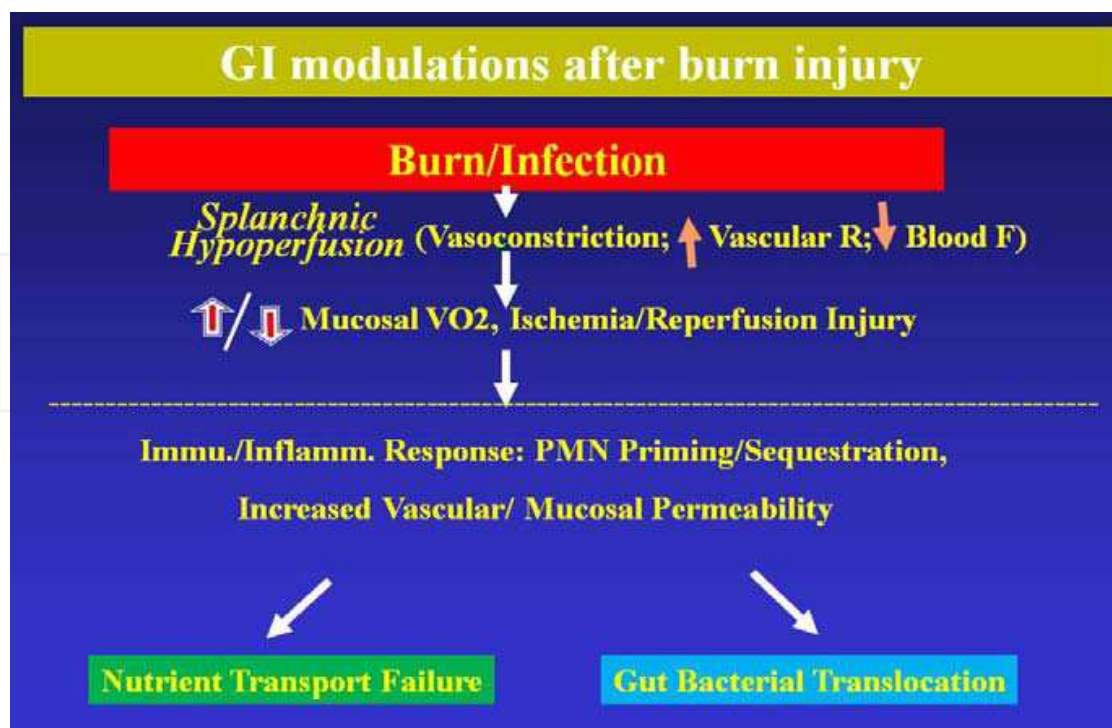 GI modulations after burn injury
Burn/Infection
Splanchnic
Hypoperfusion (Vasoconstriction; Vascular R; Blood F)
Mucosal VO2, Ischemia/Reperfusion Injury
Immu./Inflamm. Response: PMN Priming/Sequestration,
Increased Vascular/ Mucosal Permeability
Nutrient Transport Failure
Gut Bacterial Translocation